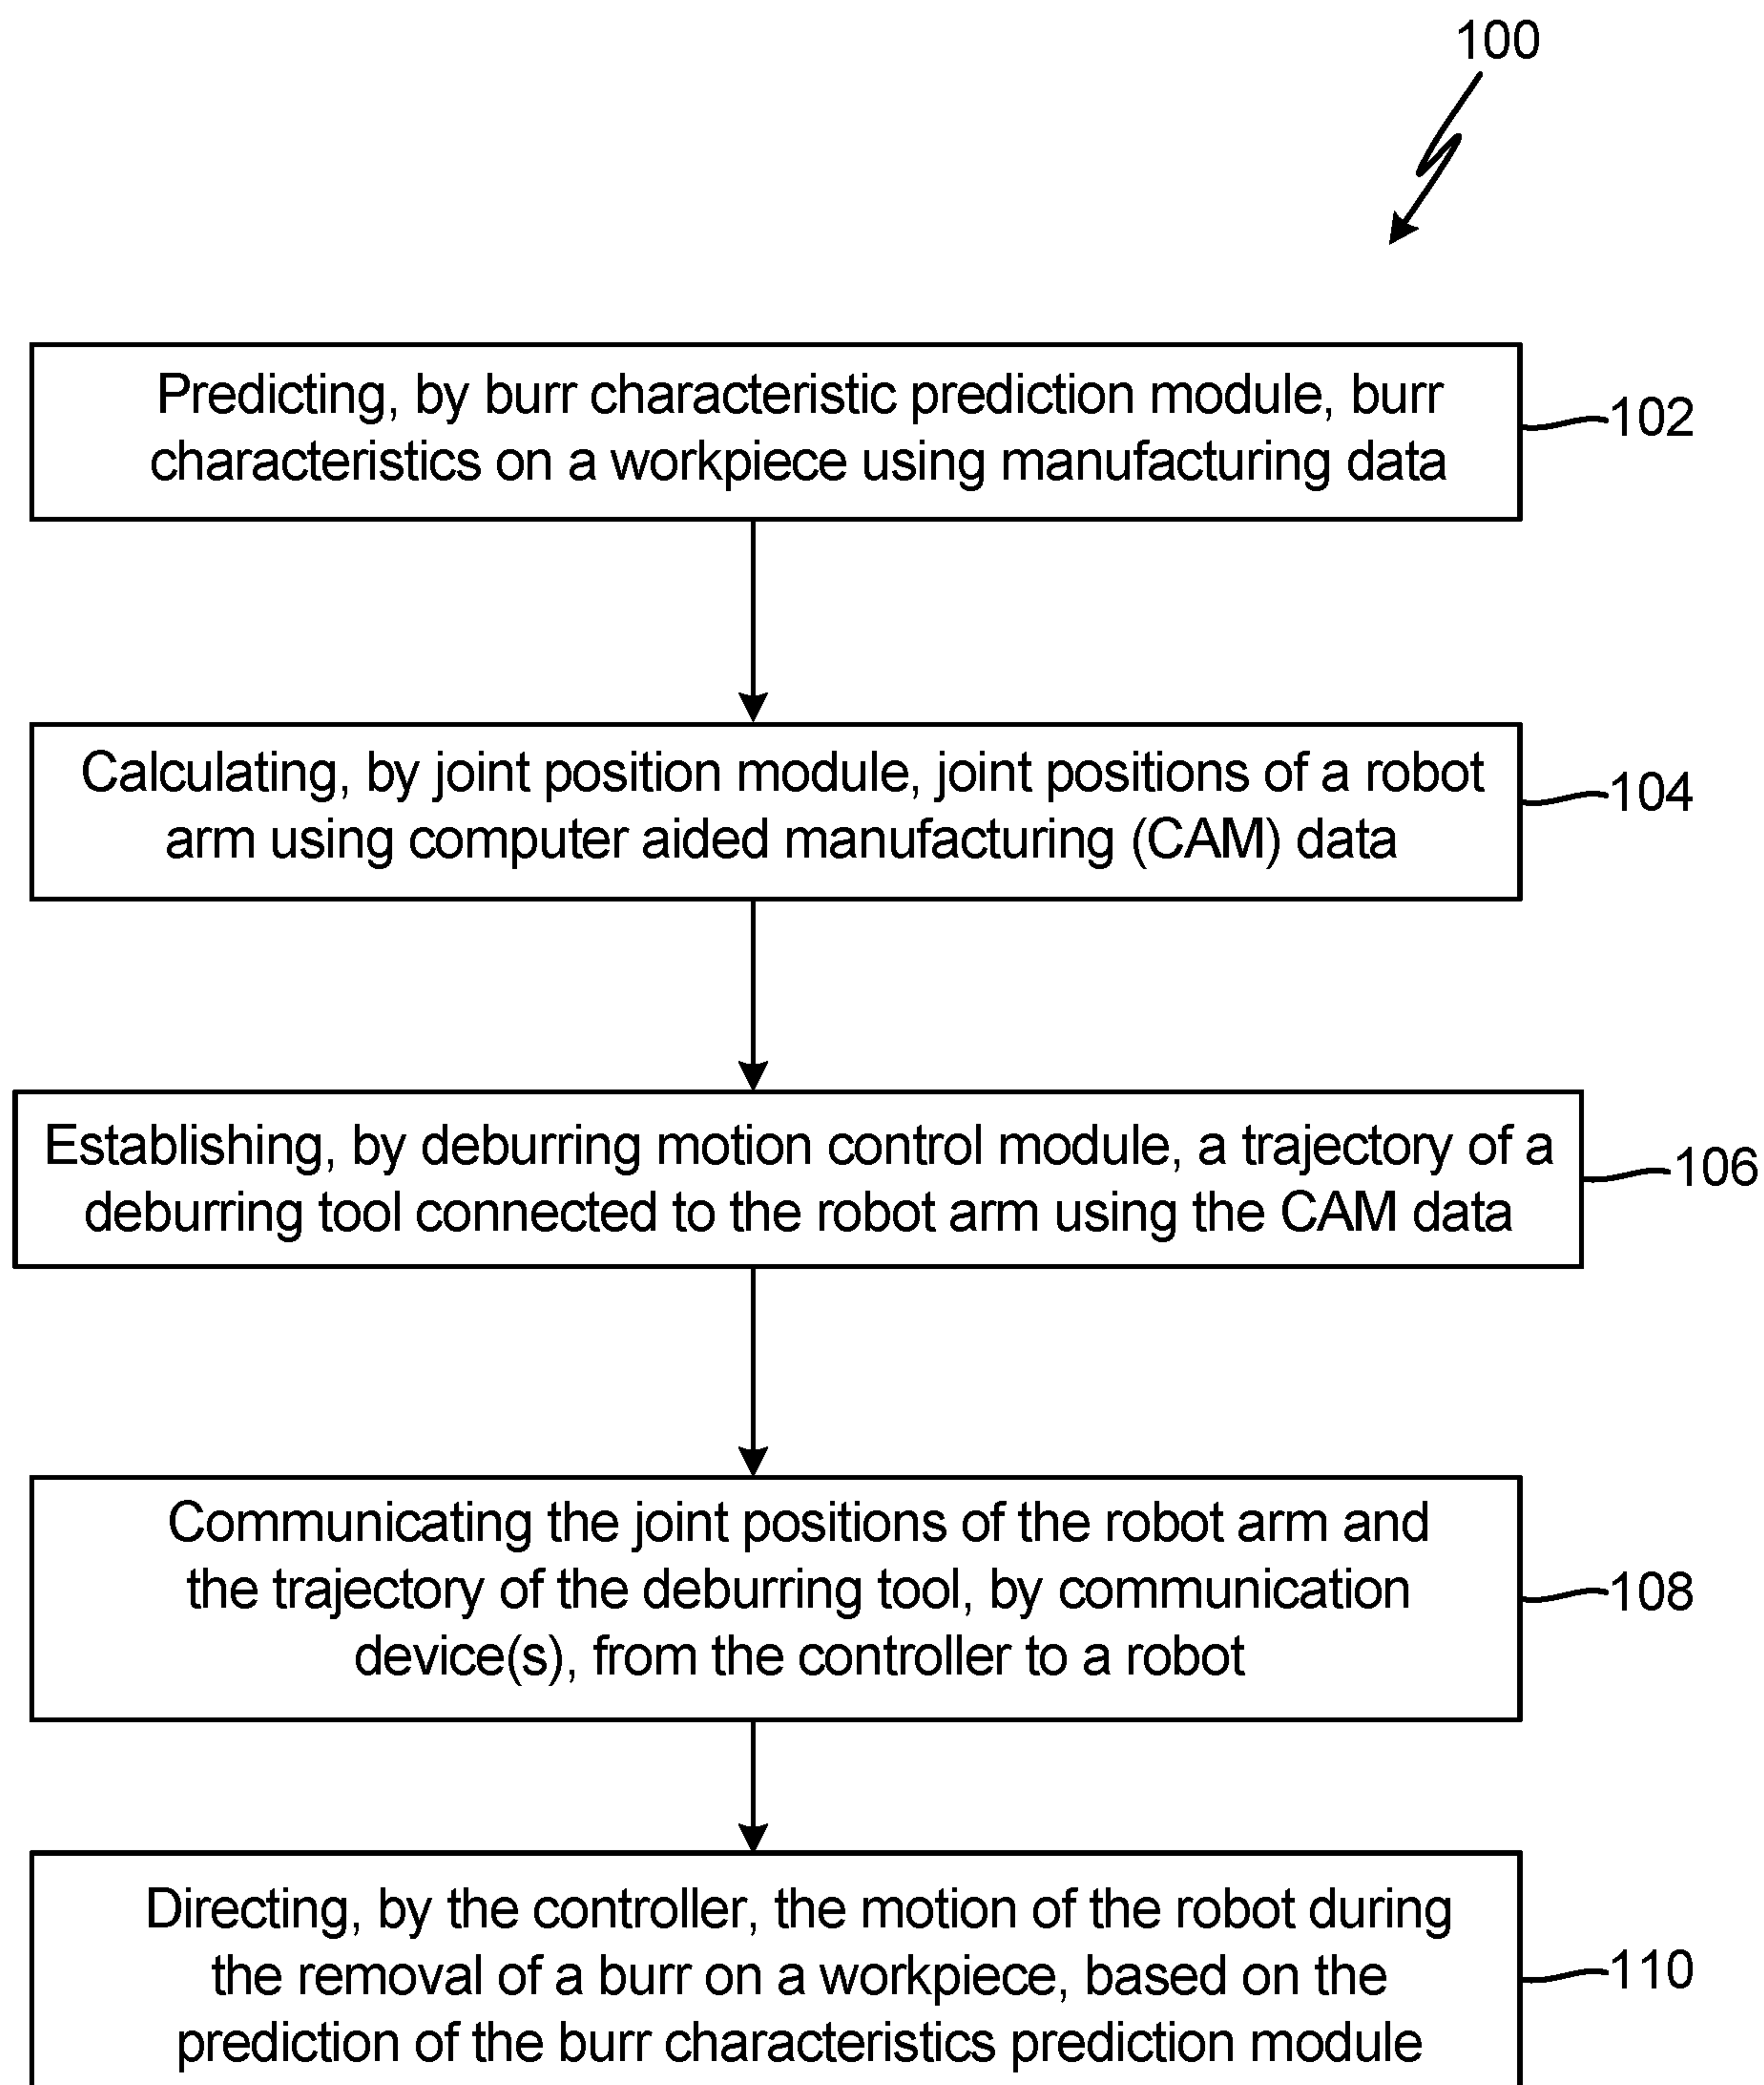 100
Predicting, by burr characteristic prediction module, burr
characteristics on a workpiece using manufacturing data
102
Calculating, by joint position module, joint positions of a robot
arm using computer aided manufacturing (CAM) data
104
Establishing, by deburring motion control module, a trajectory of a
deburring tool connected to the robot arm using the CAM data
106
Communicating the joint positions of the robot arm and
the trajectory of the deburring tool, by communication
device(s), from the controller to a robot
108
Directing, by the controller, the motion of the robot during
the removal of a burr on a workpiece, based on the
prediction of the burr characteristics prediction module
110